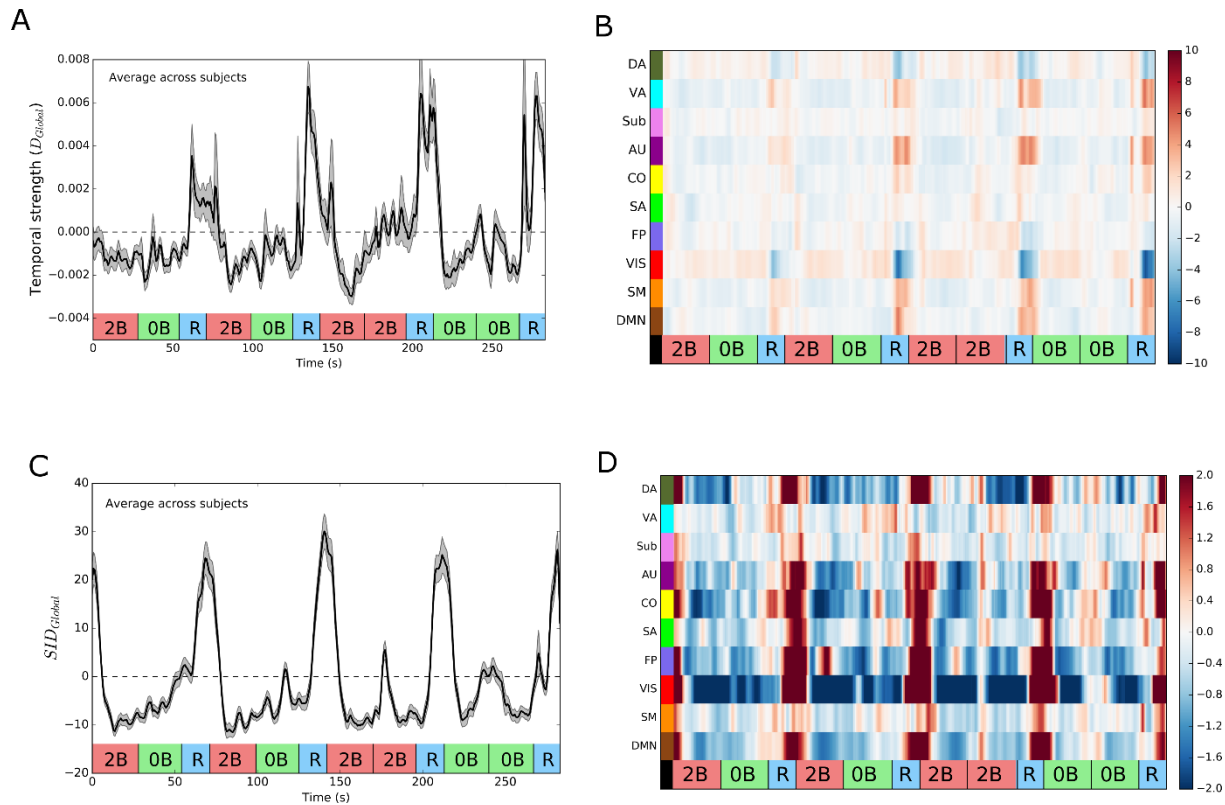 A
Average across subjects
Temporal strength (D_Global)
0.008
0.006
0.004
0.002
0.000
−0.002
−0.004
2B 0B R 2B 0B R 2B 2B R 0B 0B R
0 50 100 150 200 250
Time (s)
B
DA
VA
Sub
AU
CO
SA
FP
VIS
SM
DMN
2B 0B R 2B 0B R 2B 2B R 0B 0B R
10
8
6
4
2
0
−2
−4
−6
−8
−10
C
Average across subjects
SID_Global
40
30
20
10
0
−10
−20
2B 0B R 2B 0B R 2B 2B R 0B 0B R
0 50 100 150 200 250
Time (s)
D
DA
VA
Sub
AU
CO
SA
FP
VIS
SM
DMN
2B 0B R 2B 0B R 2B 2B R 0B 0B R
2.0
1.6
1.2
0.8
0.4
0.0
−0.4
−0.8
−1.2
−1.6
−2.0